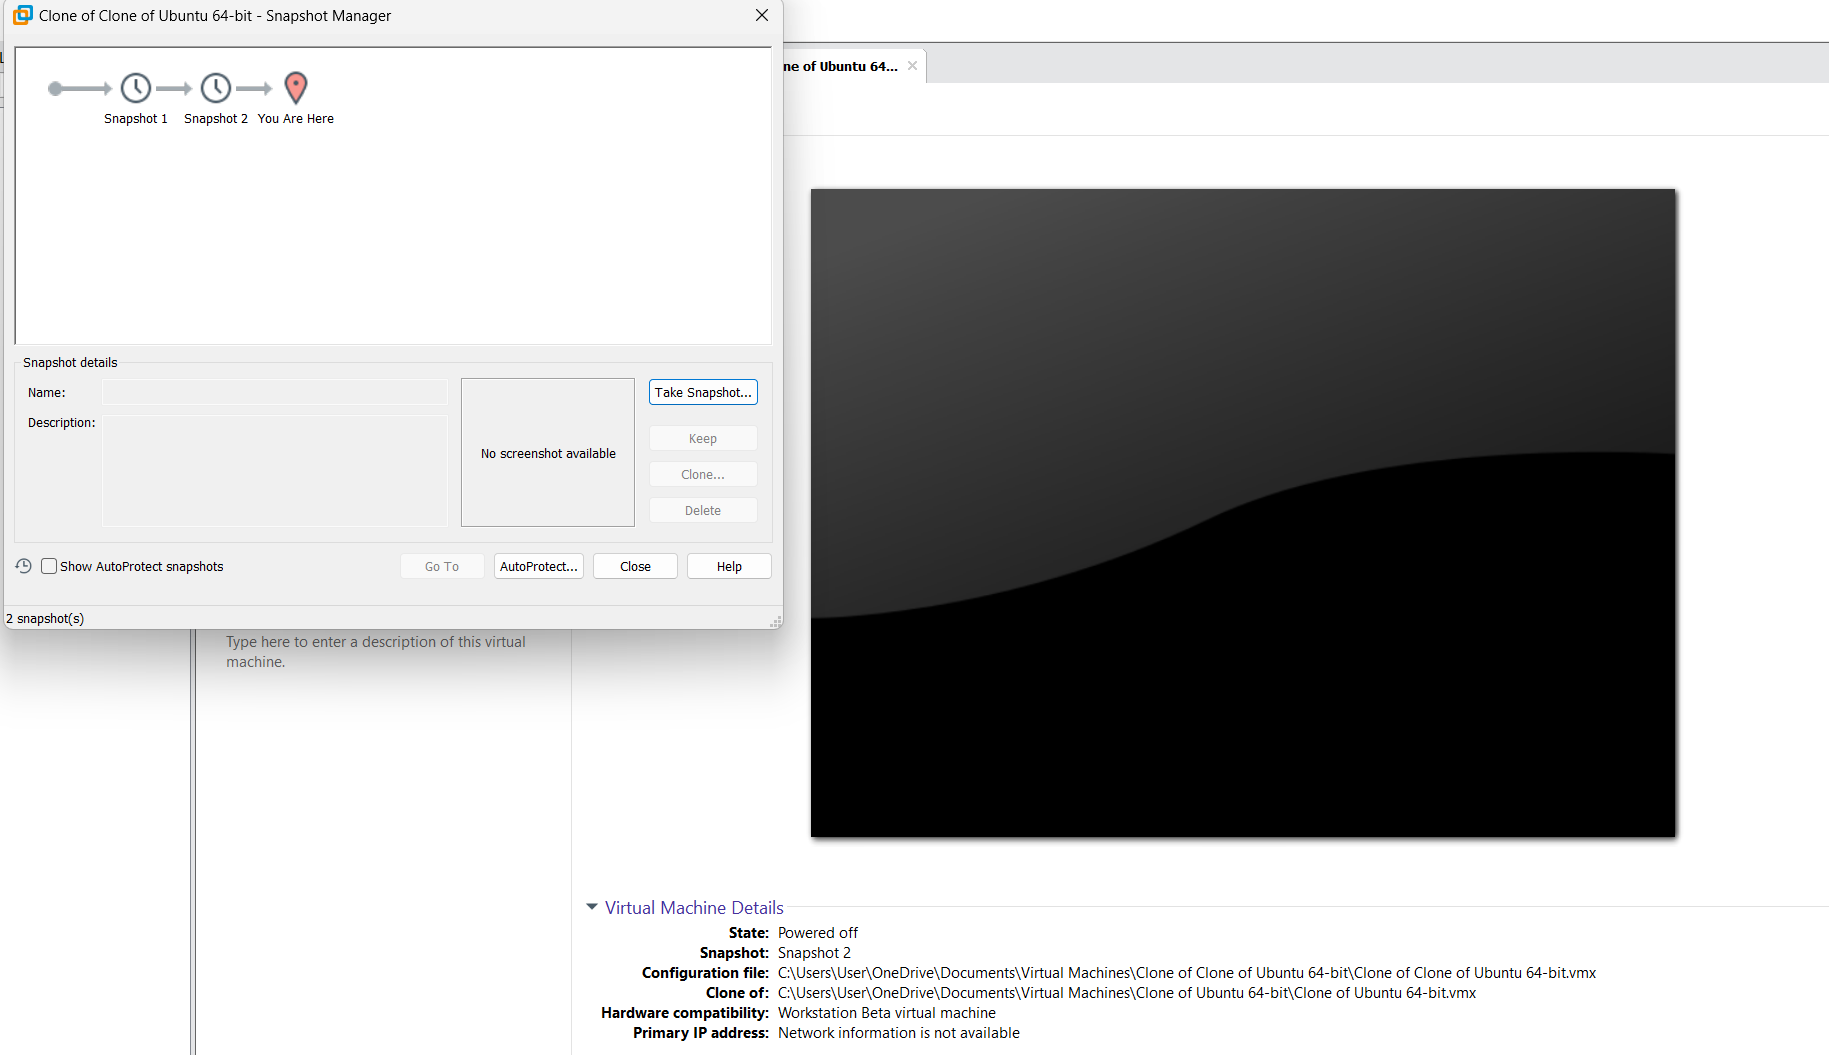 Clone of Clone of Ubuntu 64-bit - Snapshot Manager
ne of Ubuntu 64...
Snapshot 1
Snapshot 2
You Are Here
Snapshot details
Name:
Take Snapshot...
Description:
Keep
No screenshot available
Clone...
Delete
Show AutoProtect snapshots
Go To
AutoProtect...
Close
Help
2 snapshot(s)
Type here to enter a description of this virtual
machine.
Virtual Machine Details
State: Powered off
Snapshot: Snapshot 2
Configuration file: C:\Users\User\OneDrive\Documents\Virtual Machines\Clone of Clone of Ubuntu 64-bit\Clone of Clone of Ubuntu 64-bit.vmx
Clone of: C:\Users\User\OneDrive\Documents\Virtual Machines\Clone of Ubuntu 64-bit\Clone of Ubuntu 64-bit.vmx
Hardware compatibility: Workstation Beta virtual machine
Primary IP address: Network information is not available